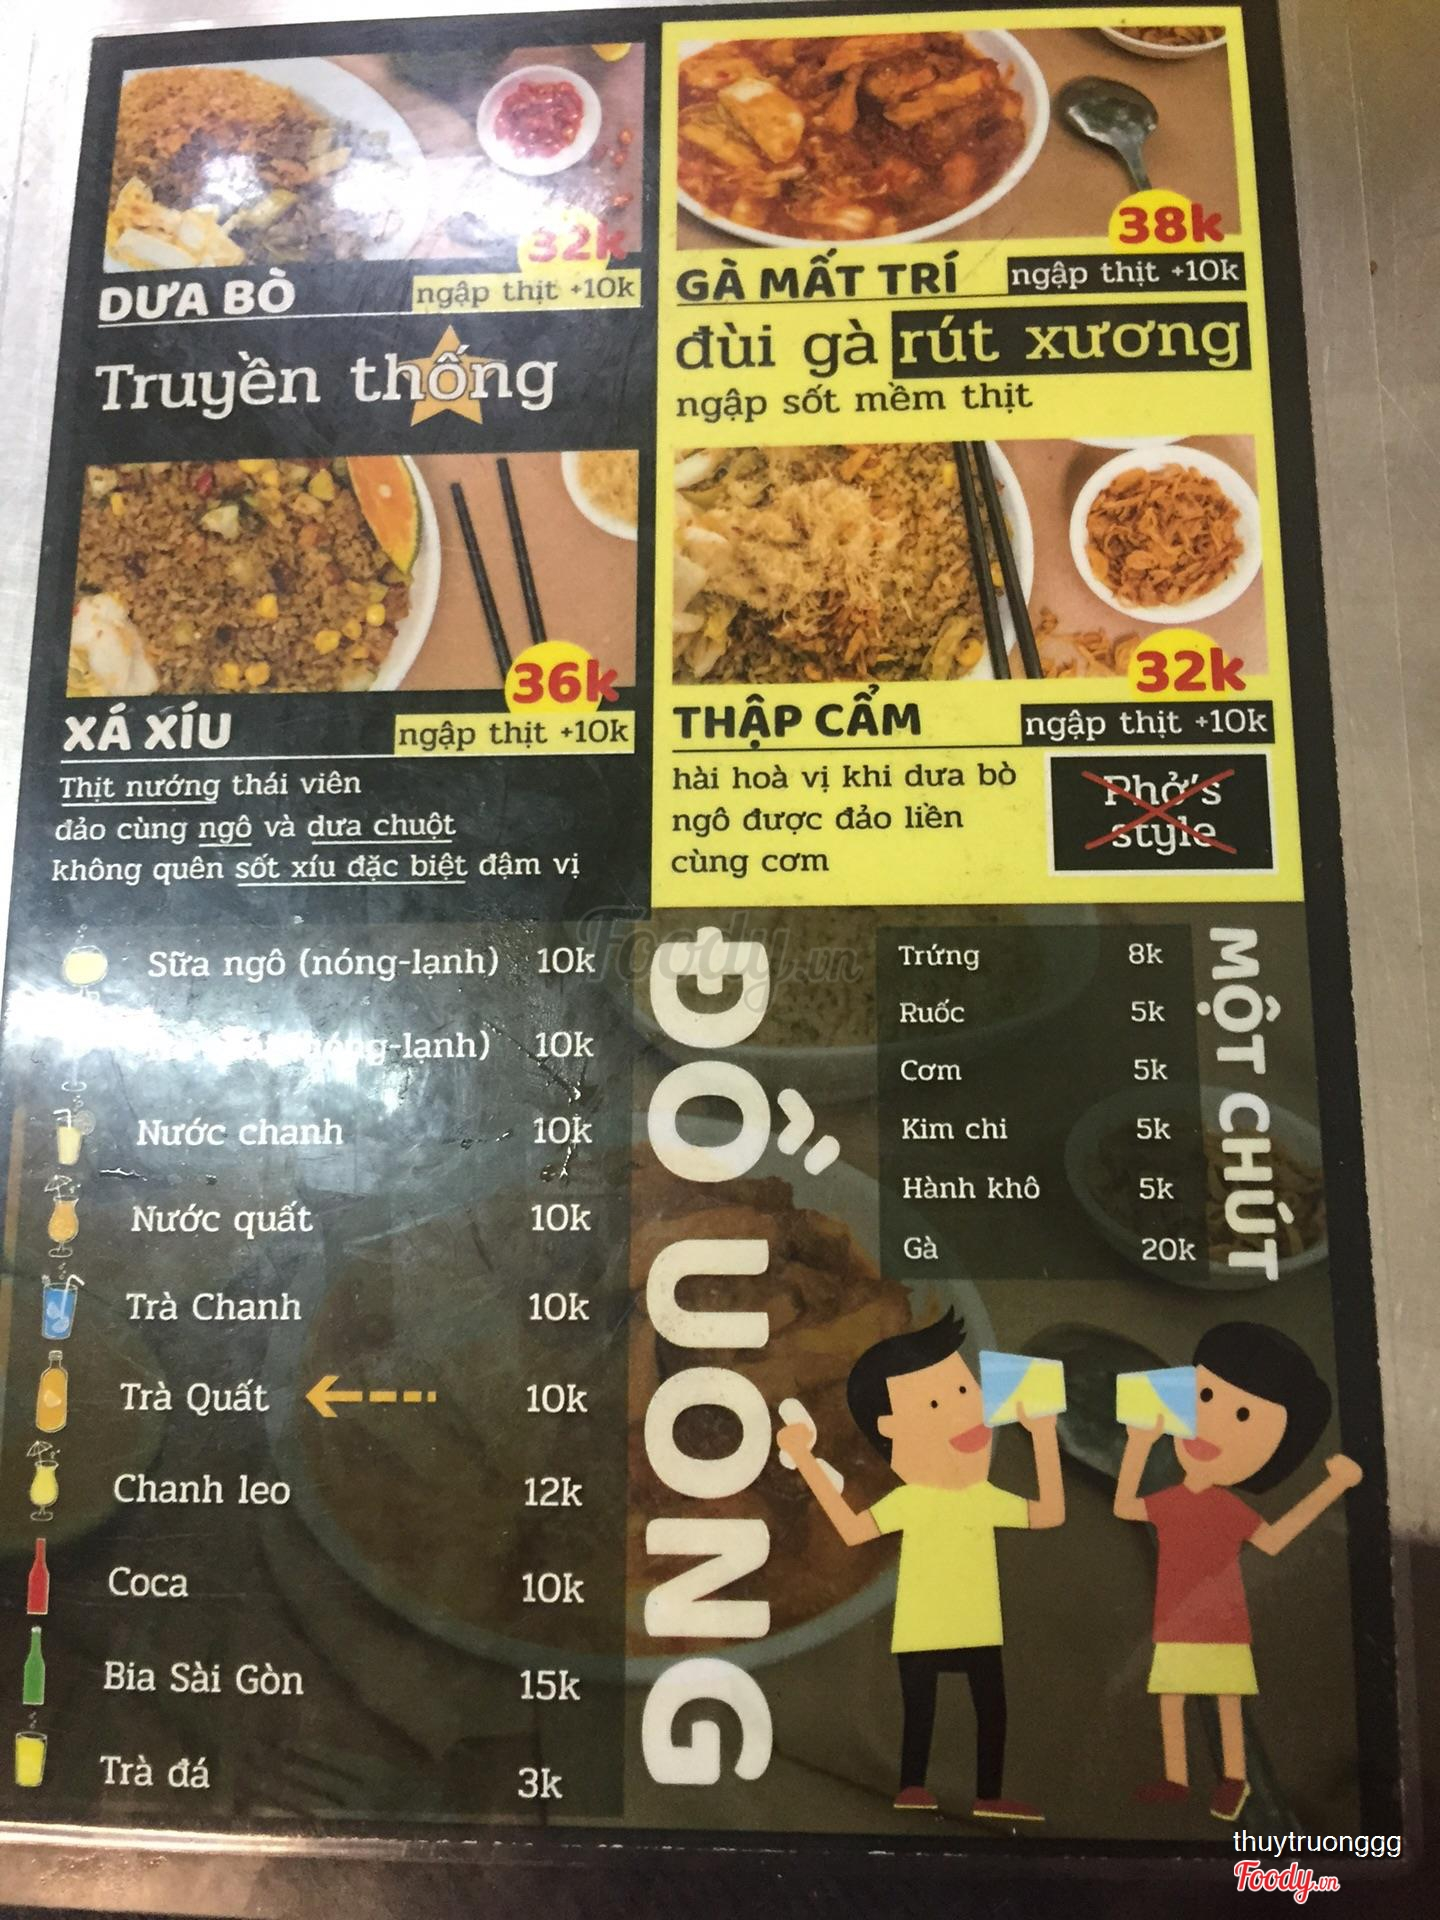 32k
DƯA BÒ
ngập thịt +10k
Truyền thống
36k
XÁ XÍU
ngập thịt +10k
Thịt nướng thái viên
đảo cùng ngô và dưa chuột
không quên sốt xíu đặc biệt đậm vị
38k
GÀ MẤT TRÍ
ngập thịt +10k
đùi gà rút xương
ngập sốt mềm thịt
32k
THẬP CẨM
ngập thịt +10k
hài hoà vị khi dưa bò
ngô được đảo liền
cùng cơm
Phở's
style
ĐỒ UỐNG
Sữa ngô (nóng-lạnh) 10k
(nóng-lạnh) 10k
Nước chanh 10k
Nước quất 10k
Trà Chanh 10k
Trà Quất 10k
Chanh leo 12k
Coca 10k
Bia Sài Gòn 15k
Trà đá 3k
MỘT CHÚT
Trứng 8k
Ruốc 5k
Cơm 5k
Kim chi 5k
Hành khô 5k
Gà 20k
Foody.vn
thuytruonggg
Foody.vn